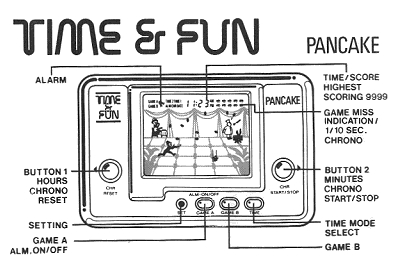 TIME & FUN
PANCAKE
ALARM
TIME/SCORE
HIGHEST
SCORING 9999
GAME MISS
INDICATION/
1/10 SEC.
CHRONO
TIME
& FUN
PANCAKE
11:23
BUTTON 1
HOURS
CHRONO
RESET
CHR
RESET
BUTTON 2
MINUTES
CHRONO
START/STOP
CHR
START/STOP
ALM-ON/OFF
SET
GAME A
GAME B
TIME
SETTING
GAME A
ALM.ON/OFF
TIME MODE
SELECT
GAME B